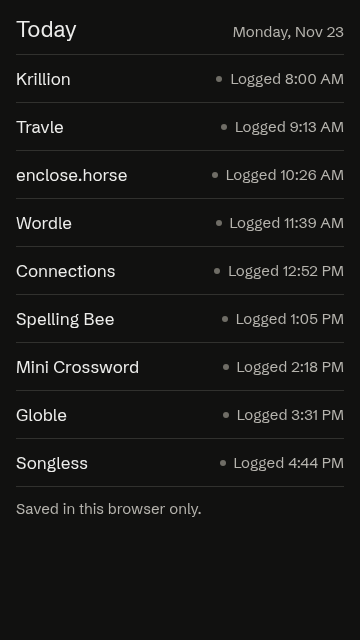 Today
Monday, Nov 23
Krillion
Logged 8:00 AM
Travle
Logged 9:13 AM
enclose.horse
Logged 10:26 AM
Wordle
Logged 11:39 AM
Connections
Logged 12:52 PM
Spelling Bee
Logged 1:05 PM
Mini Crossword
Logged 2:18 PM
Globle
Logged 3:31 PM
Songless
Logged 4:44 PM
Saved in this browser only.